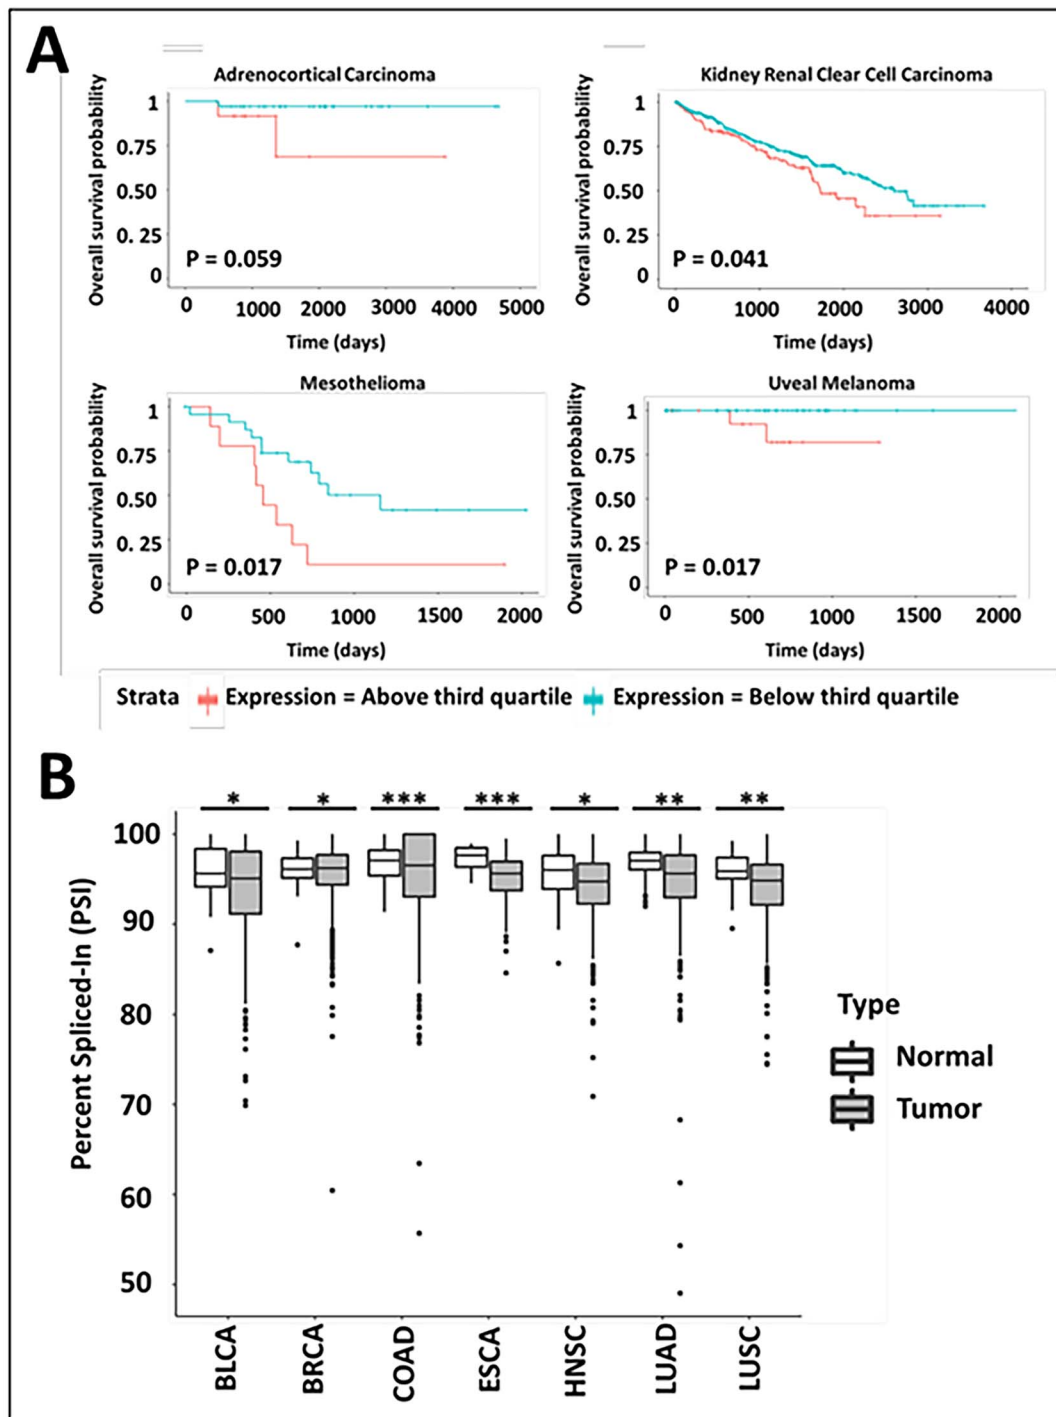 A
Adrenocortical Carcinoma
Overall survival probability
1
0.75
0.50
0. 25
0
P = 0.059
0 1000 2000 3000 4000 5000
Time (days)
Kidney Renal Clear Cell Carcinoma
Overall survival probability
1
0.75
0.50
0. 25
0
P = 0.041
0 1000 2000 3000 4000
Time (days)
Mesothelioma
Overall survival probability
1
0.75
0.50
0. 25
0
P = 0.017
0 500 1000 1500 2000
Time (days)
Uveal Melanoma
Overall survival probability
1
0.75
0.50
0. 25
0
P = 0.017
0 500 1000 1500 2000
Time (days)
Strata Expression = Above third quartile Expression = Below third quartile
B
* * *** *** * ** **
Percent Spliced-In (PSI)
100
90
80
70
60
50
BLCA BRCA COAD ESCA HNSC LUAD LUSC
Type
Normal
Tumor